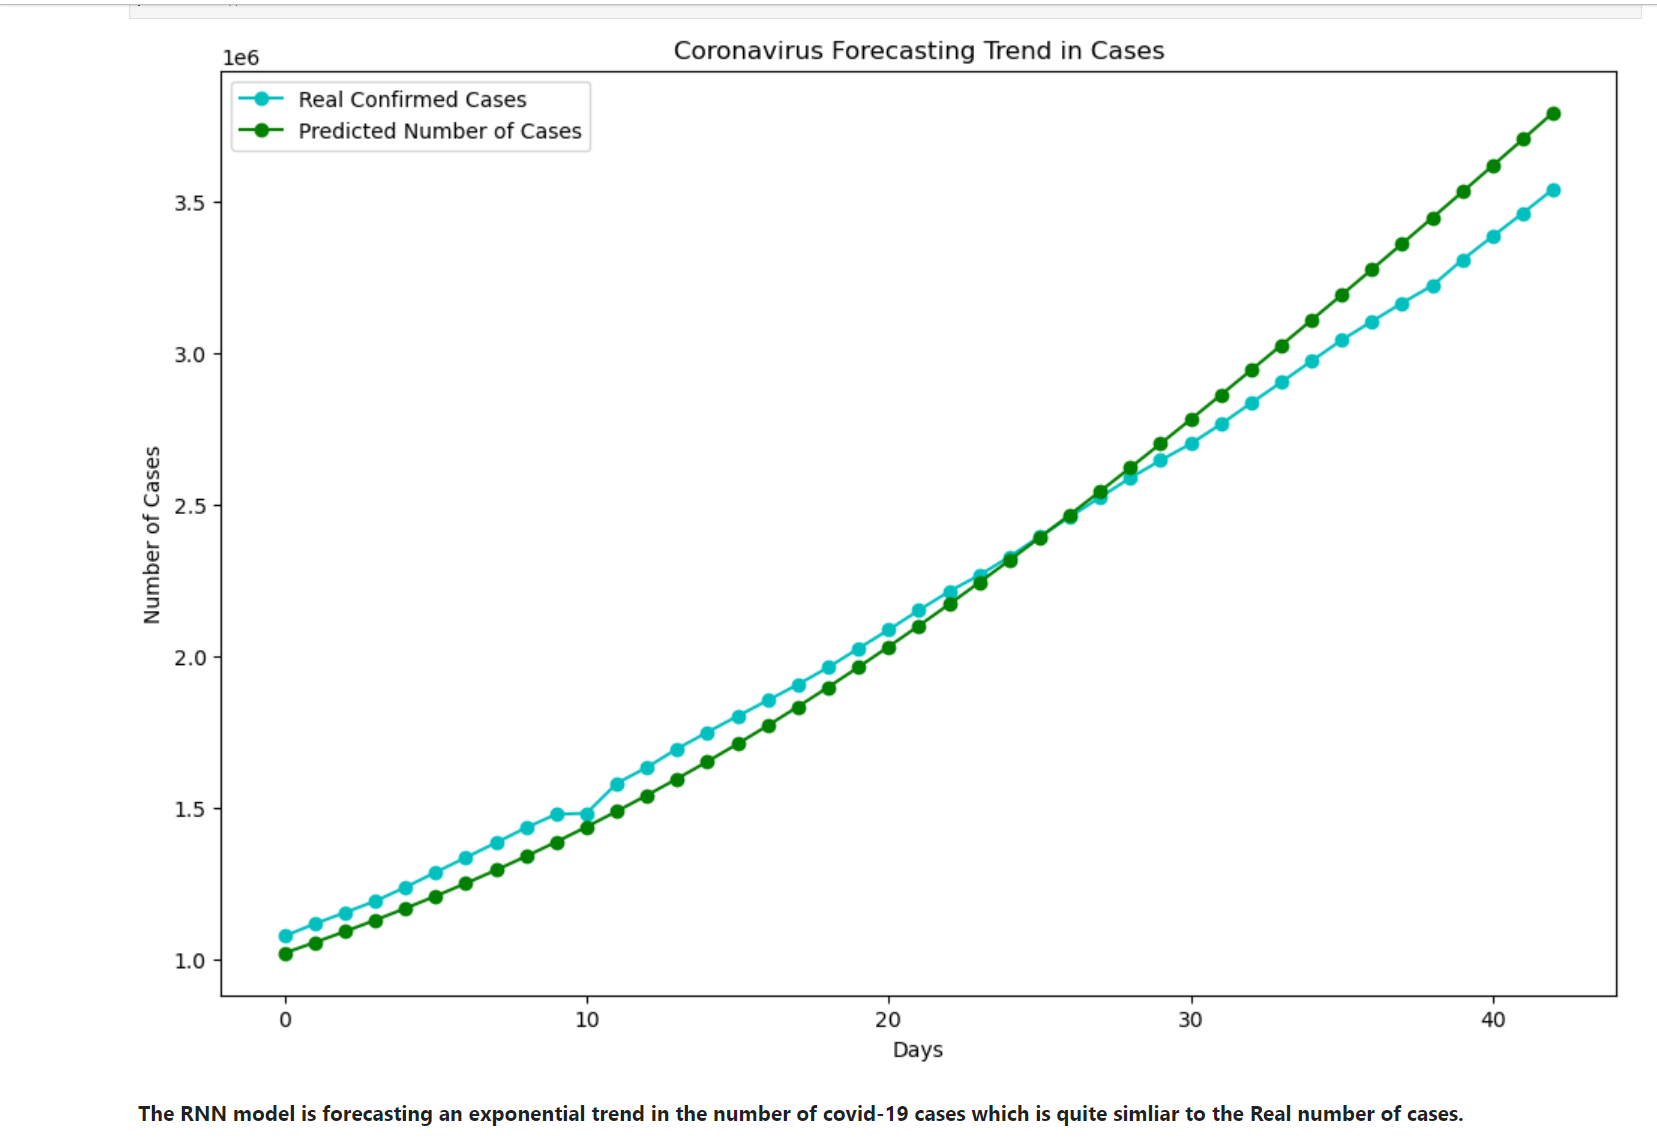 Coronavirus Forecasting Trend in Cases
1e6
Real Confirmed Cases
Predicted Number of Cases
3.5
3.0
2.5
2.0
1.5
1.0
Number of Cases
0 10 20 30 40
Days
The RNN model is forecasting an exponential trend in the number of covid-19 cases which is quite simliar to the Real number of cases.